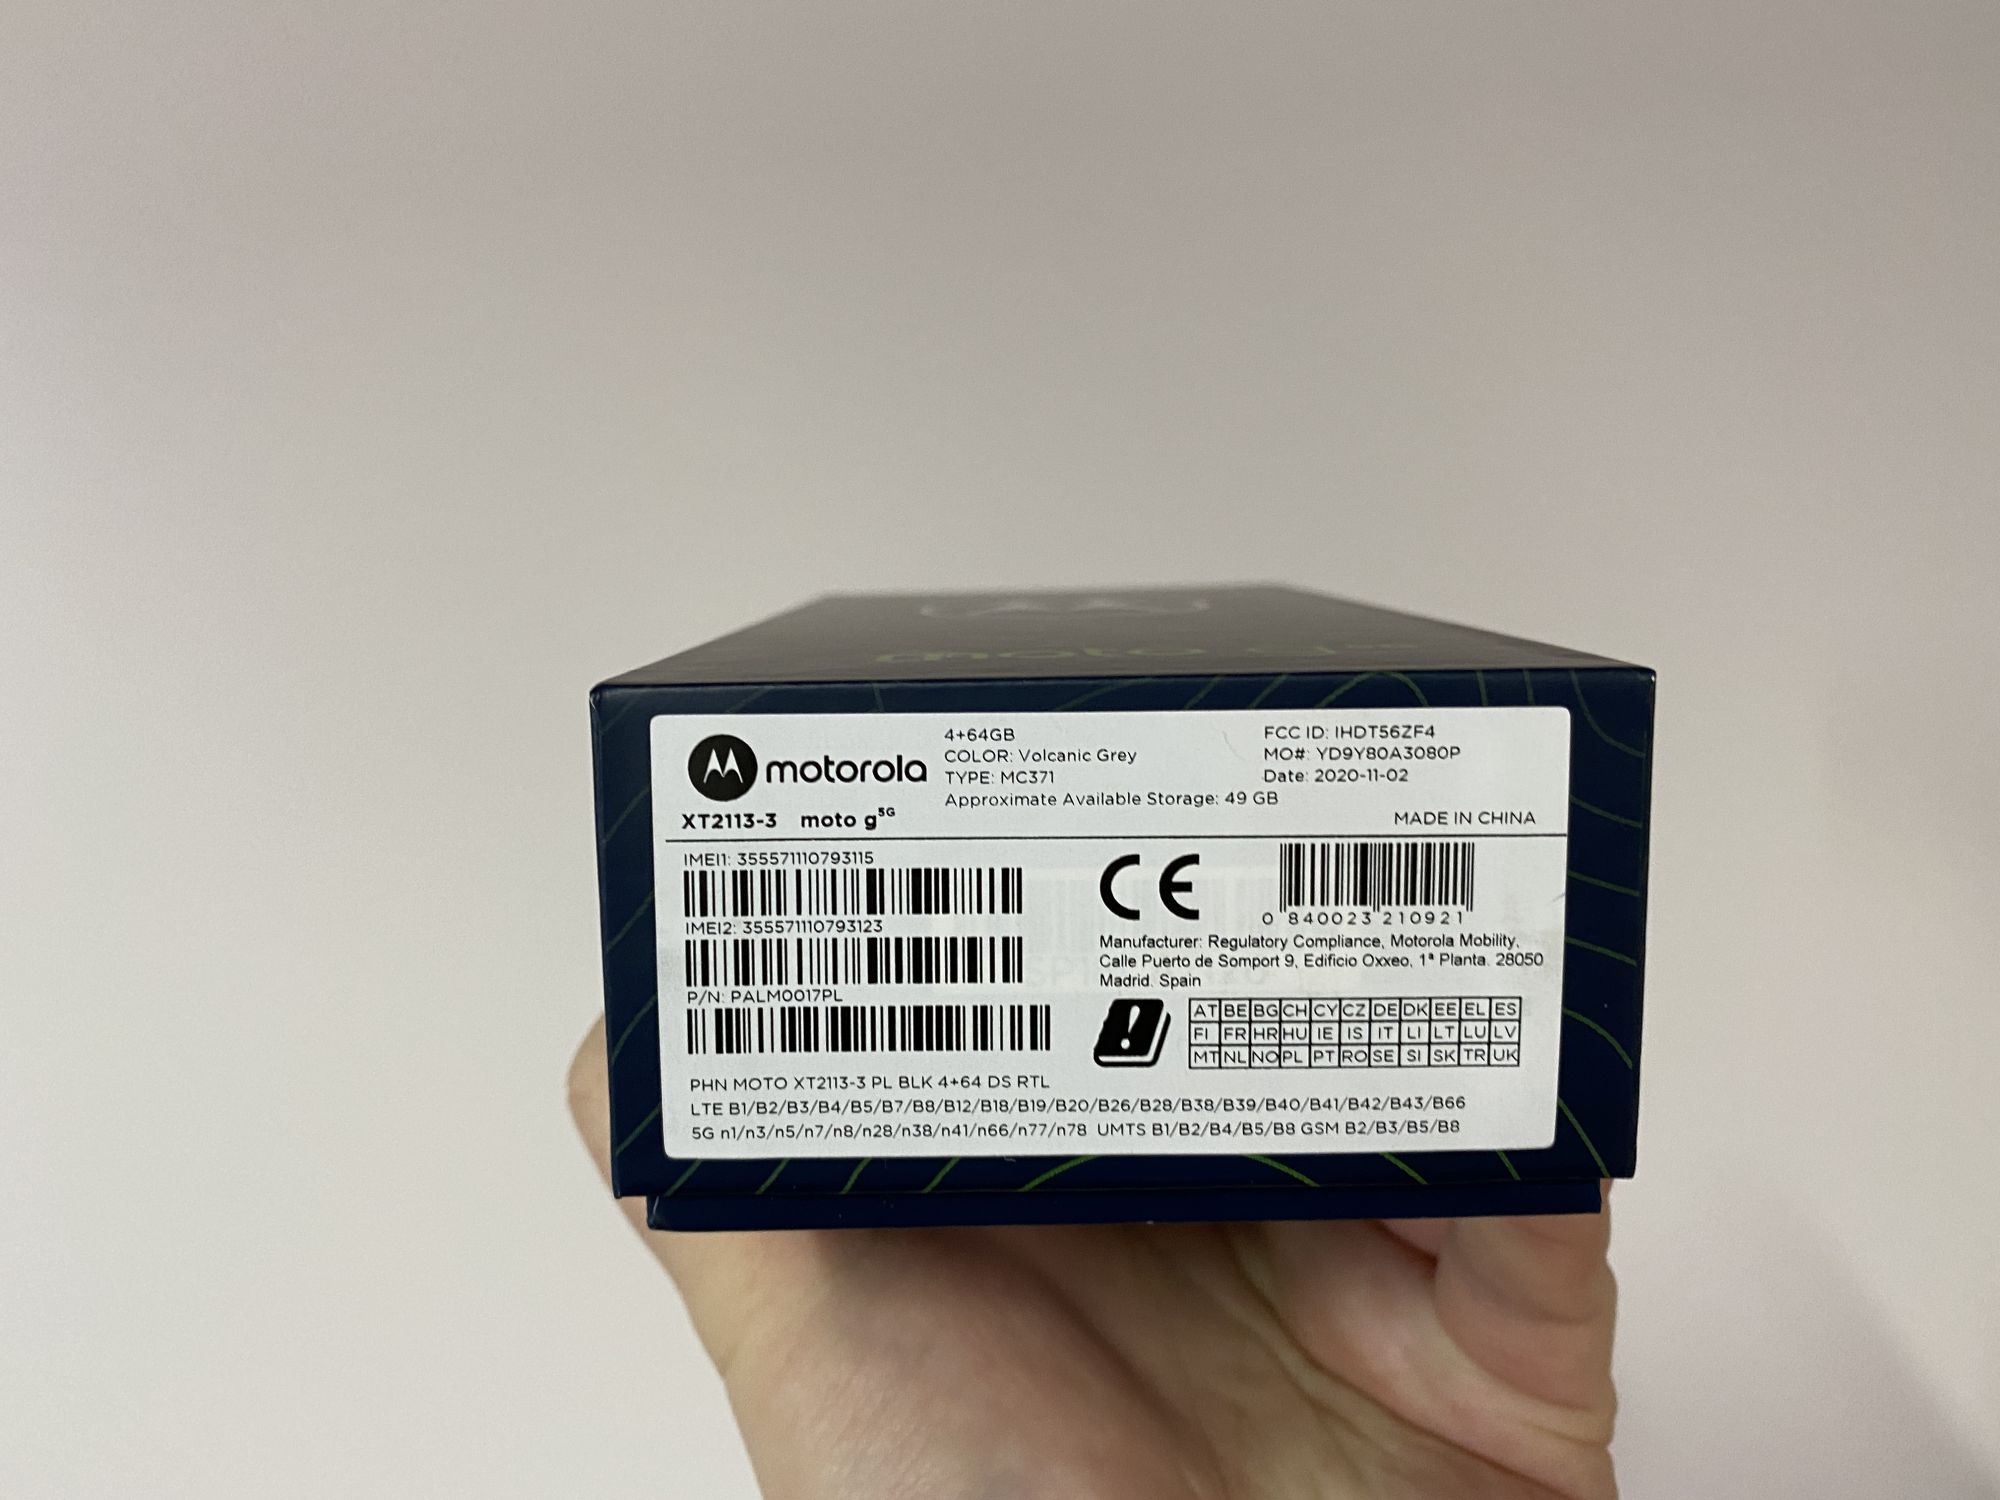 moto g 5G
motorola
XT2113-3 moto g5G
4+64GB
COLOR: Volcanic Grey
TYPE: MC371
Approximate Available Storage: 49 GB
FCC ID: IHDT56ZF4
MO#: YD9Y80A3080P
Date: 2020-11-02
MADE IN CHINA
IMEI1: 355571110793115
IMEI2: 355571110793123
P/N: PALM0017PL
CE
0 840023 210921
Manufacturer: Regulatory Compliance, Motorola Mobility,
Calle Puerto de Somport 9, Edificio Oxxeo, 1ª Planta. 28050
Madrid. Spain
AT BE BG CH CY CZ DE DK EE EL ES
FI FR HR HU IE IS IT LI LT LU LV
MT NL NO PL PT RO SE SI SK TR UK
PHN MOTO XT2113-3 PL BLK 4+64 DS RTL
LTE B1/B2/B3/B4/B5/B7/B8/B12/B18/B19/B20/B26/B28/B38/B39/B40/B41/B42/B43/B66
5G n1/n3/n5/n7/n8/n28/n38/n41/n66/n77/n78 UMTS B1/B2/B4/B5/B8 GSM B2/B3/B5/B8